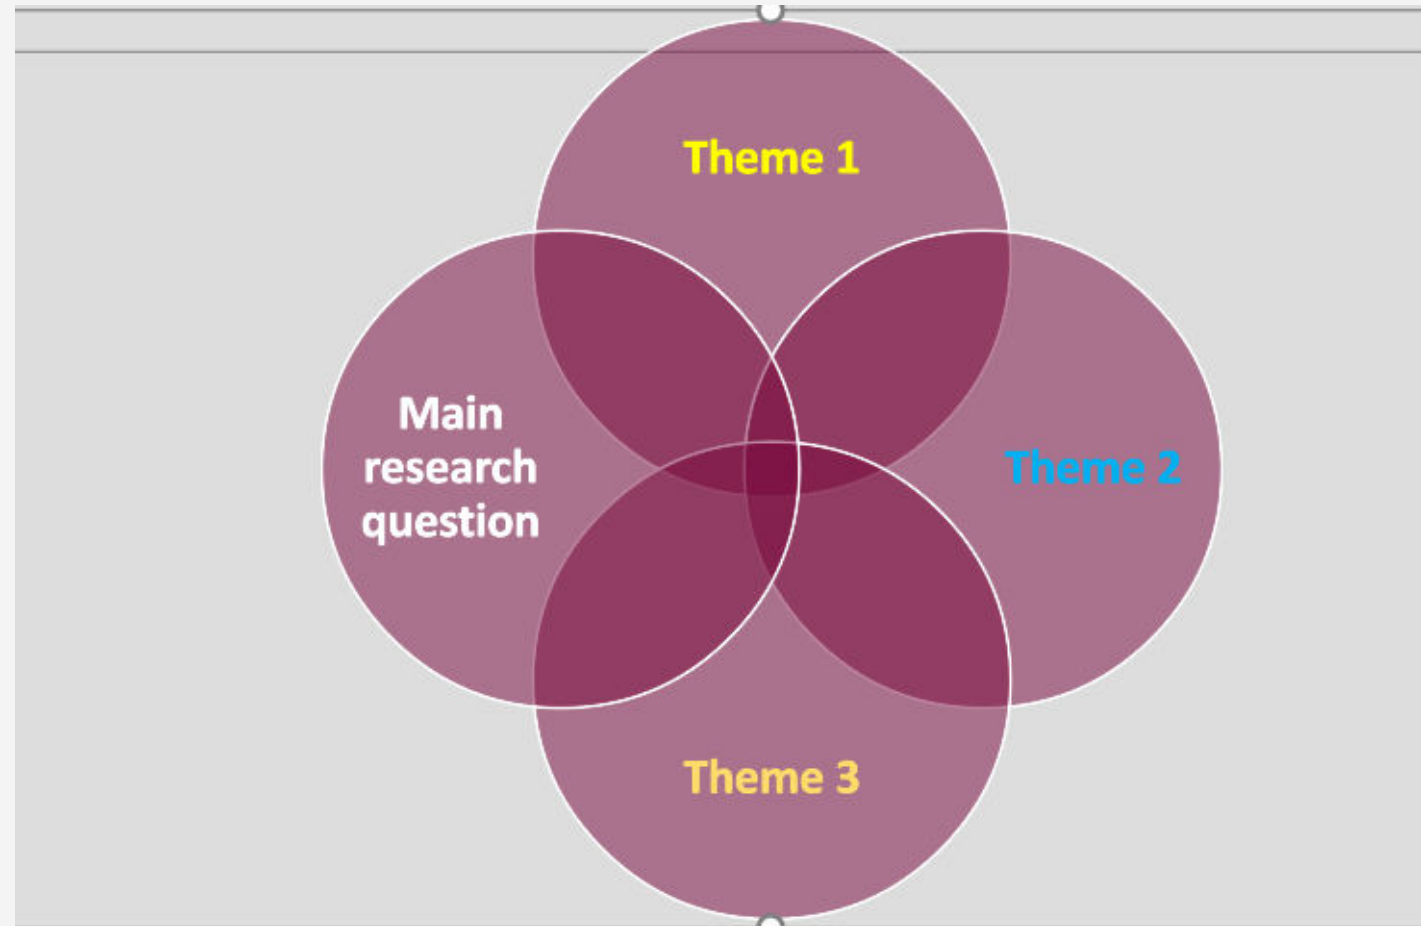 Theme 1
Main
research
question
Theme 2
Theme 3